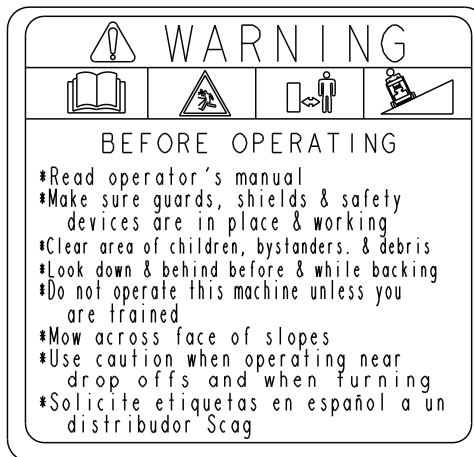 WARNING
BEFORE OPERATING
*Read operator's manual
*Make sure guards, shields & safety
devices are in place & working
*Clear area of children, bystanders. & debris
*Look down & behind before & while backing
*Do not operate this machine unless you
are trained
*Mow across face of slopes
*Use caution when operating near
drop offs and when turning
*Solicite etiquetas en español a un
distribudor Scag